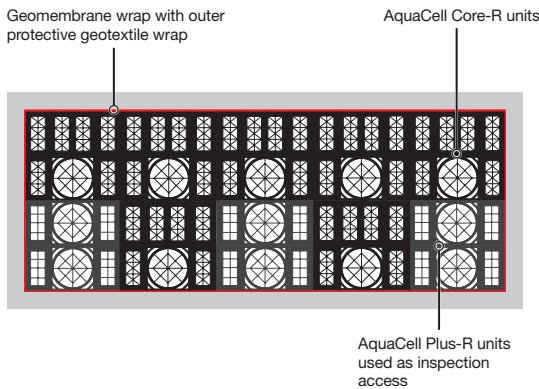 Geomembrane wrap with outer
protective geotextile wrap
AquaCell Core-R units
AquaCell Plus-R units
used as inspection
access